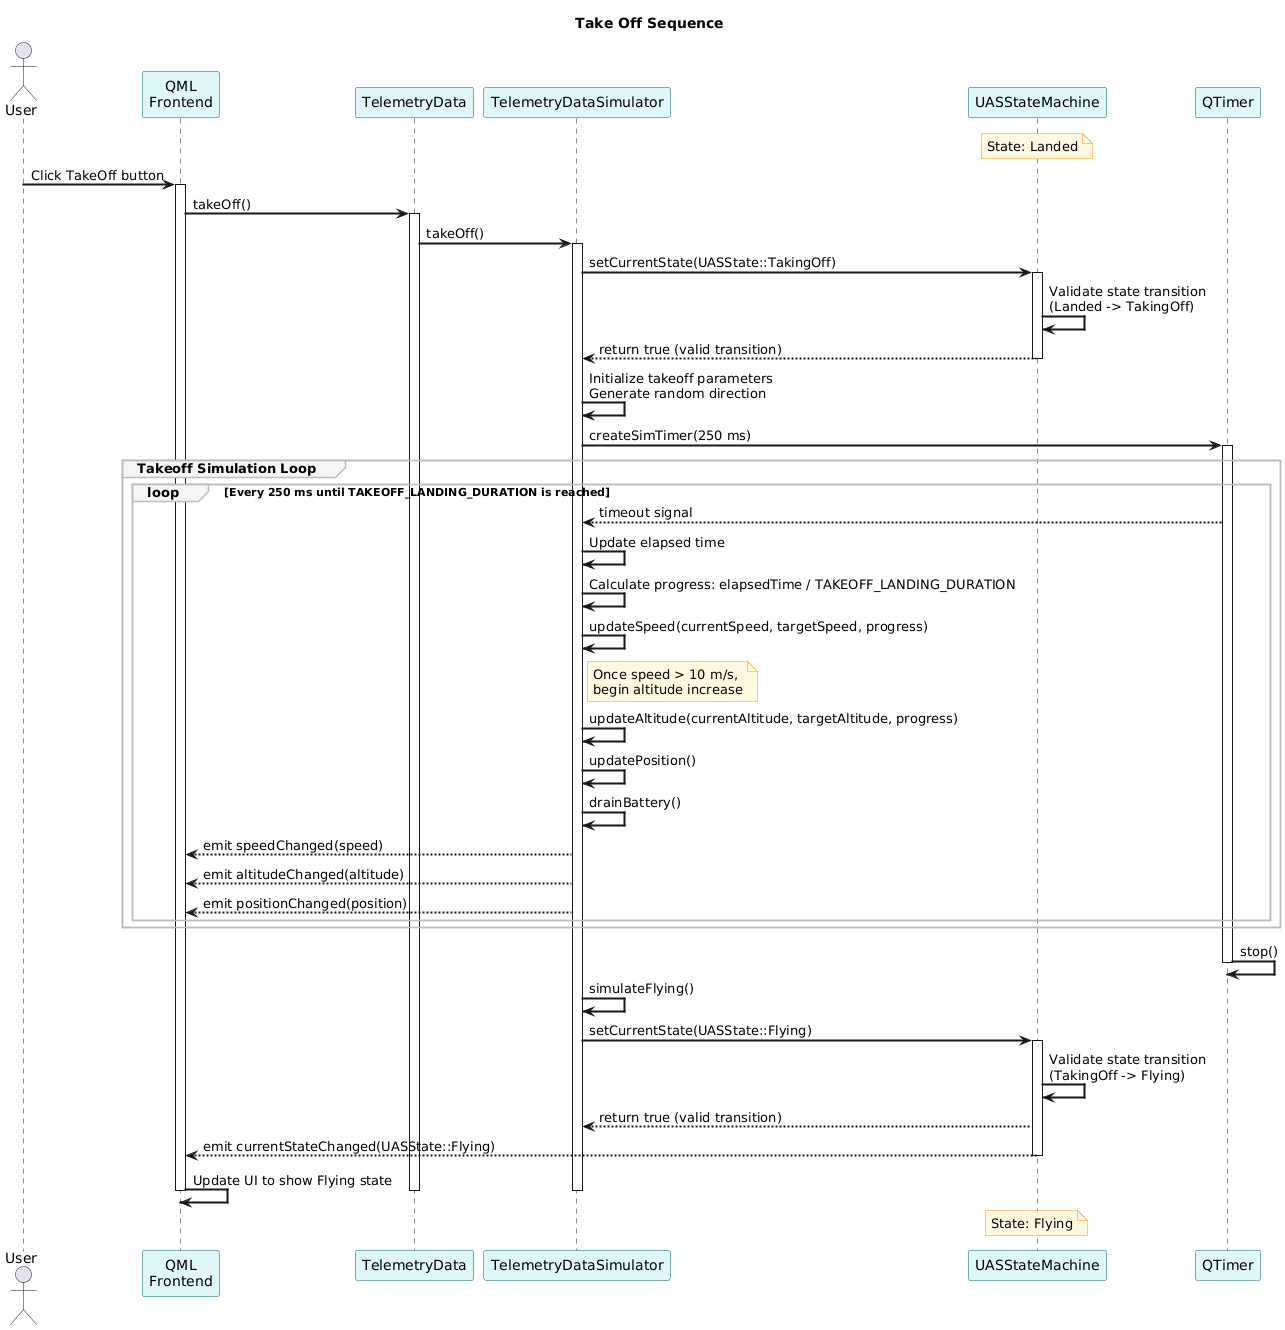 Take Off Sequence
User
QML
Frontend
TelemetryData
TelemetryDataSimulator
UASStateMachine
QTimer
State: Landed
Click TakeOff button
takeOff()
takeOff()
setCurrentState(UASState::TakingOff)
Validate state transition
(Landed -> TakingOff)
return true (valid transition)
Initialize takeoff parameters
Generate random direction
createSimTimer(250 ms)
Takeoff Simulation Loop
loop
[Every 250 ms until TAKEOFF_LANDING_DURATION is reached]
timeout signal
Update elapsed time
Calculate progress: elapsedTime / TAKEOFF_LANDING_DURATION
updateSpeed(currentSpeed, targetSpeed, progress)
Once speed > 10 m/s,
begin altitude increase
updateAltitude(currentAltitude, targetAltitude, progress)
updatePosition()
drainBattery()
emit speedChanged(speed)
emit altitudeChanged(altitude)
emit positionChanged(position)
stop()
simulateFlying()
setCurrentState(UASState::Flying)
Validate state transition
(TakingOff -> Flying)
return true (valid transition)
emit currentStateChanged(UASState::Flying)
Update UI to show Flying state
State: Flying
User
QML
Frontend
TelemetryData
TelemetryDataSimulator
UASStateMachine
QTimer